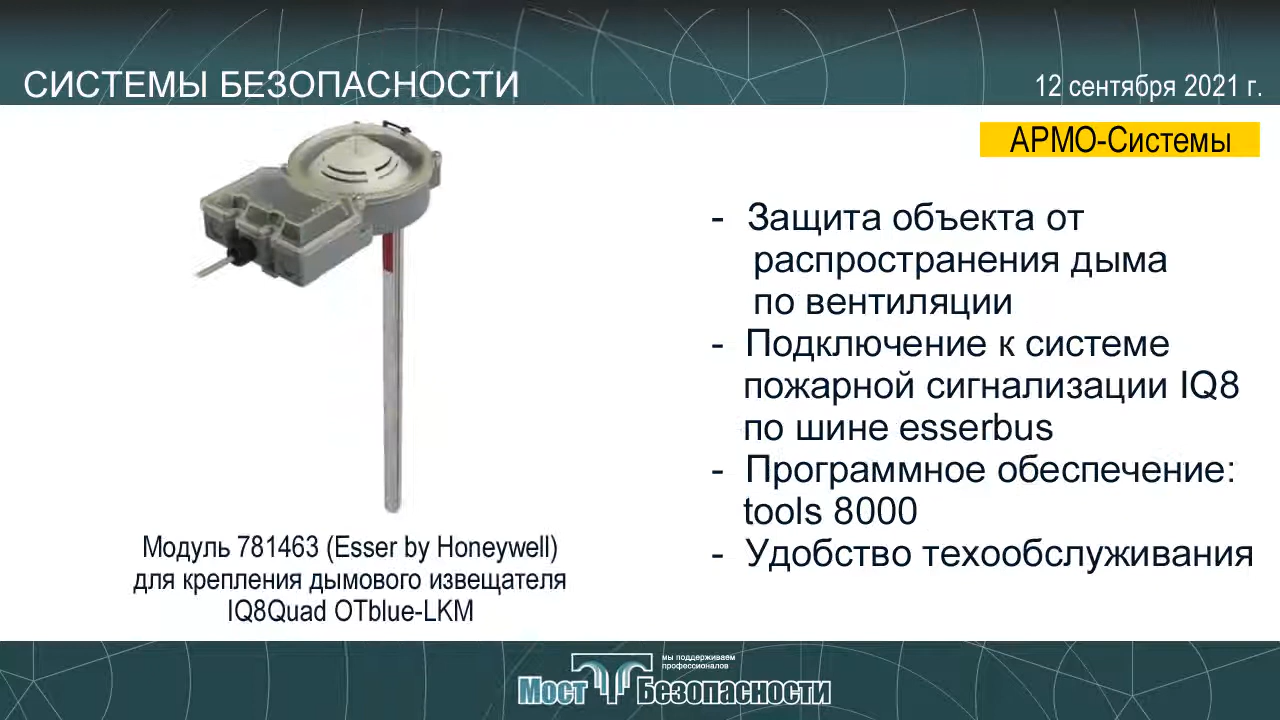 СИСТЕМЫ БЕЗОПАСНОСТИ
12 сентября 2021 г.
АРМО-Системы
- Защита объекта от
распространения дыма
по вентиляции
- Подключение к системе
пожарной сигнализации IQ8
по шине esserbus
- Программное обеспечение:
tools 8000
- Удобство техообслуживания
Модуль 781463 (Esser by Honeywell)
для крепления дымового извещателя
IQ8Quad OTblue-LKM
мы поддерживаем
профессионалов
Мост Безопасности